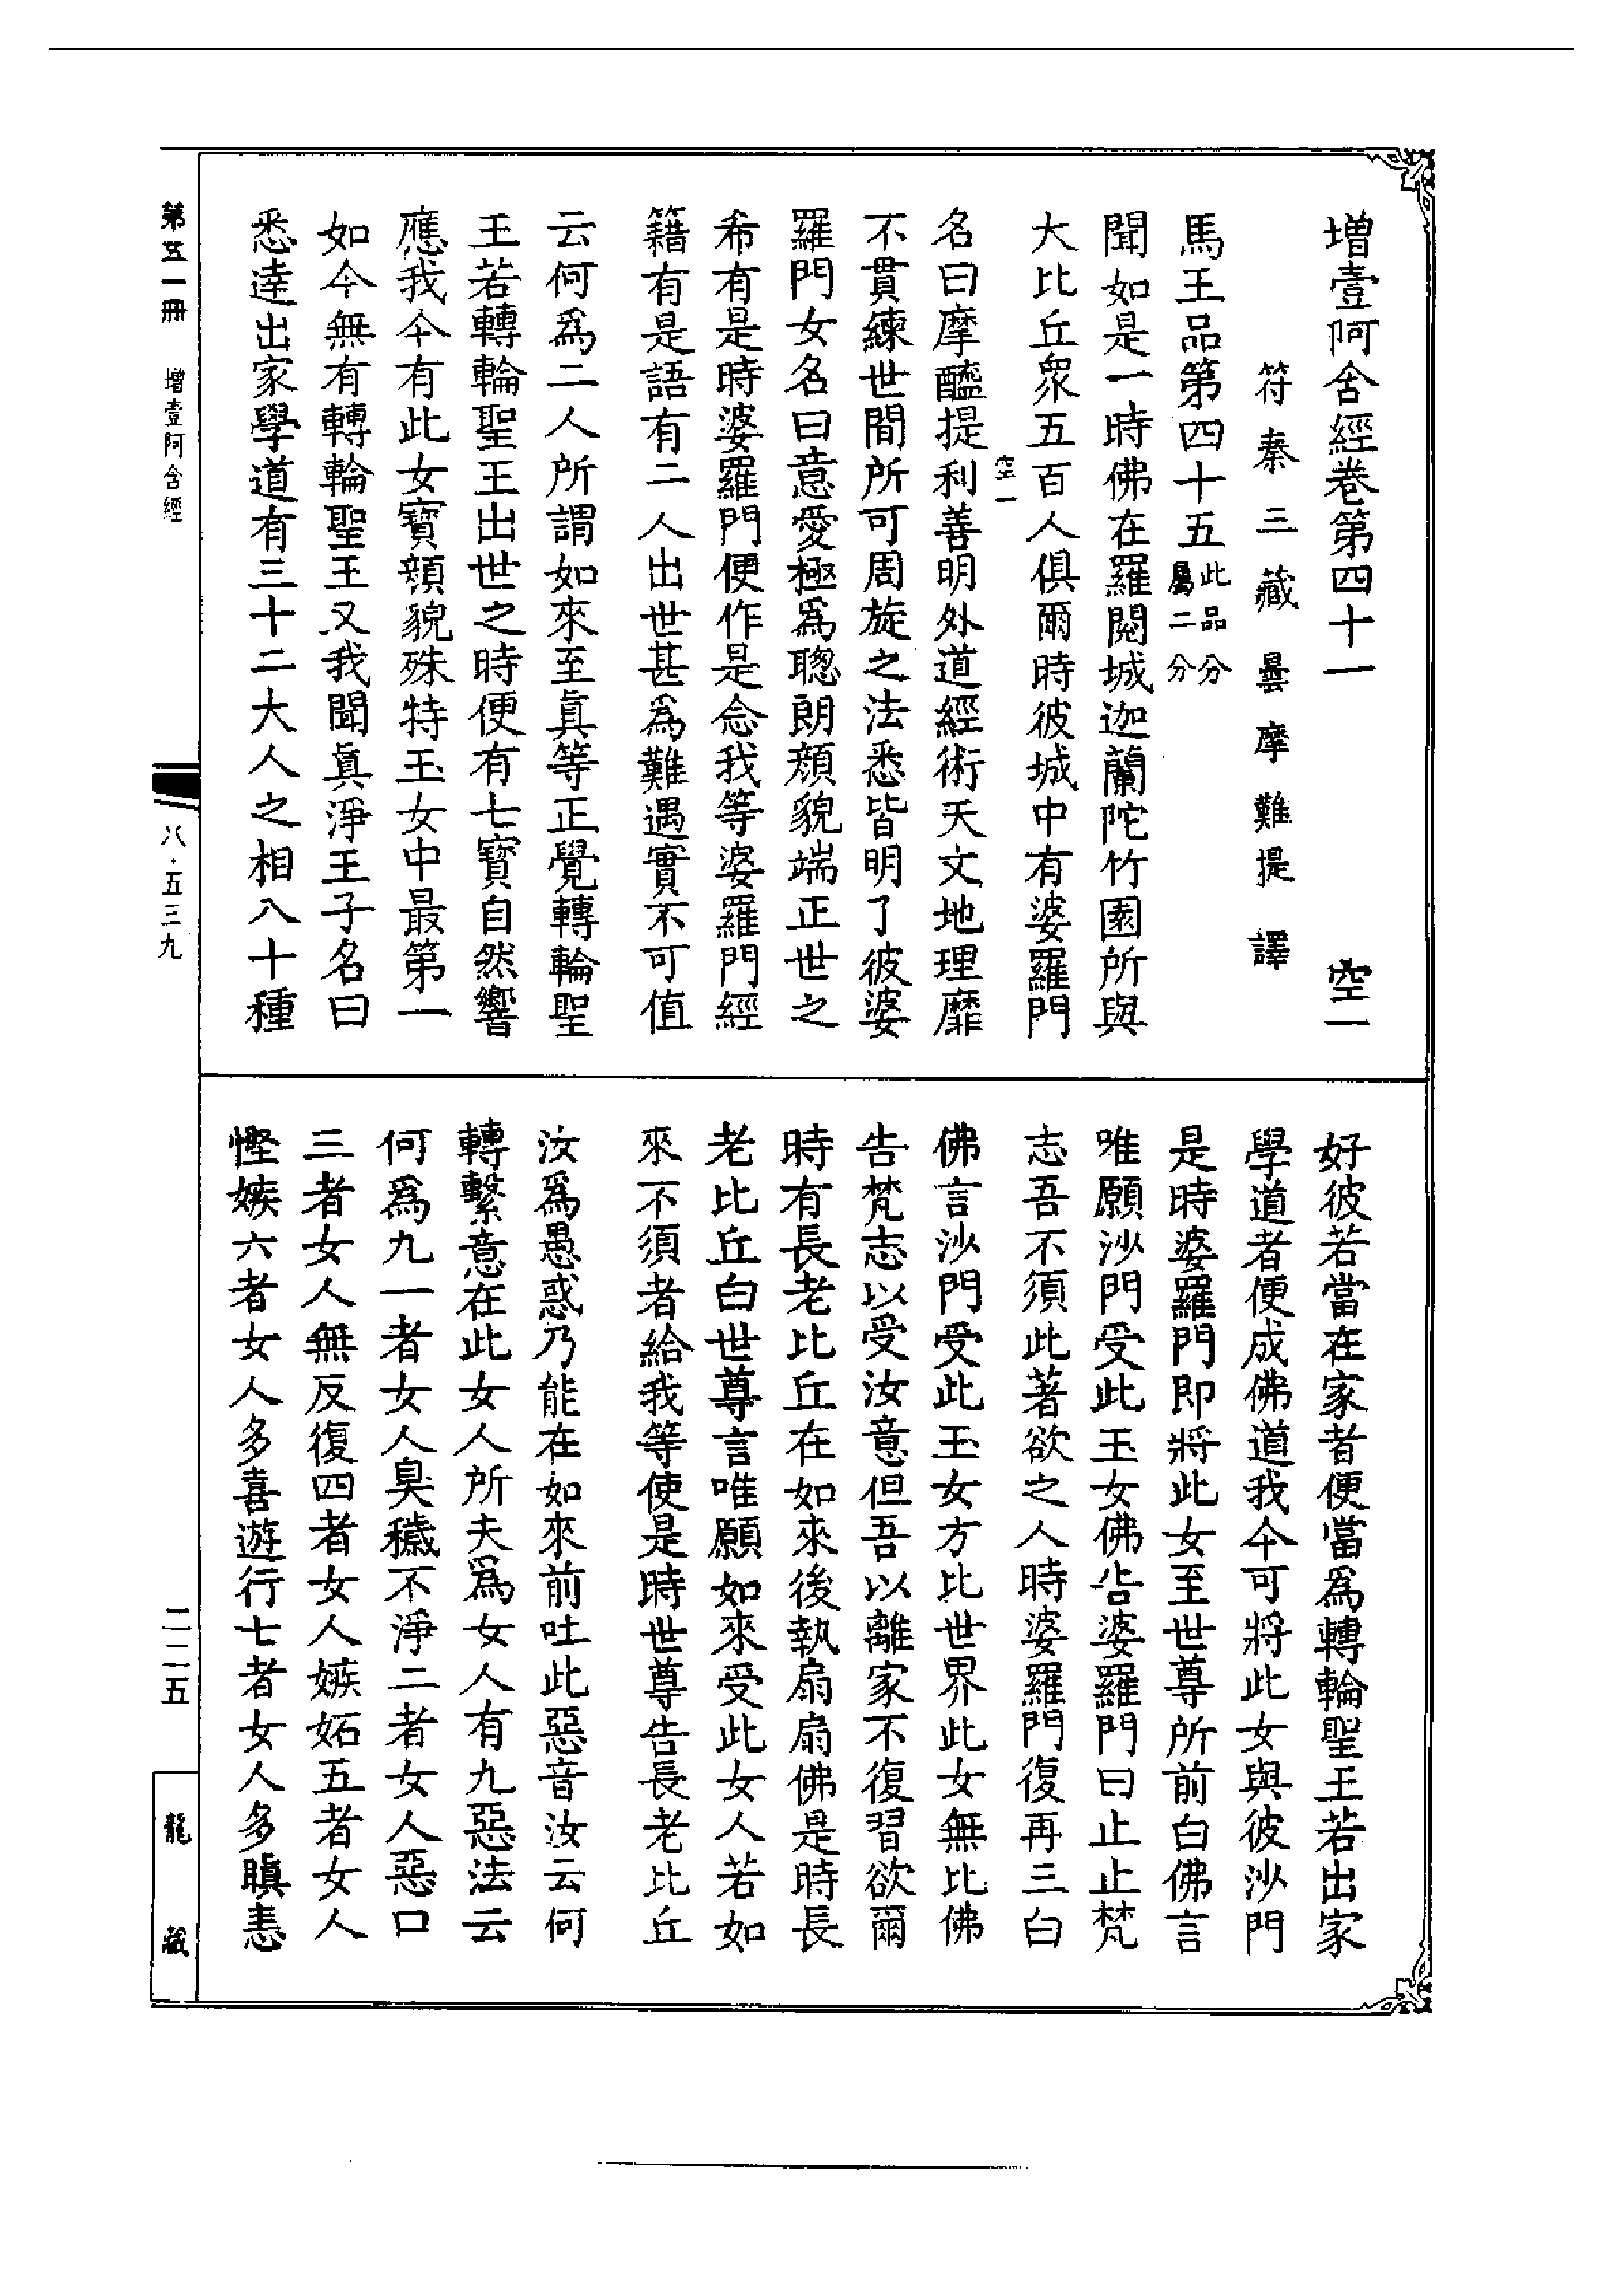 增壹阿含經卷第四十一　空一
符秦三藏曇摩難提譯
馬王品第四十五此品分屬二分
聞如是一時佛在羅閱城迦蘭陀竹園所與
大比丘衆五百人俱爾時彼城中有婆羅門
空一
名曰摩醯提利善明外道經術天文地理靡
不貫練世間所可周旋之法悉皆明了彼婆
羅門女名曰意愛極爲聰朗顏貌端正世之
希有是時婆羅門便作是念我等婆羅門經
籍有是語有二人出世甚爲難遇實不可值
云何爲二人所謂如來至眞等正覺轉輪聖
王若轉輪聖王出世之時便有七寶自然響
應我今有此女寶顏貌殊特玉女中最第一
如今無有轉輪聖王又我聞眞淨王子名曰
悉達出家學道有三十二大人之相八十種
好彼若當在家者便當爲轉輪聖王若出家
學道者便成佛道我今可將此女與彼沙門
是時婆羅門即將此女至世尊所前白佛言
唯願沙門受此玉女佛告婆羅門曰止止梵
志吾不須此著欲之人時婆羅門復再三白
佛言沙門受此玉女方比世界此女無比佛
告梵志以受汝意但吾以離家不復習欲爾
時有長老比丘在如來後執扇扇佛是時長
老比丘白世尊言唯願如來受此女人若如
來不須者給我等使是時世尊告長老比丘
汝爲愚惑乃能在如來前吐此惡音汝云何
轉繫意在此女人所夫爲女人有九惡法云
何爲九一者女人臭穢不淨二者女人惡口
三者女人無反復四者女人嫉妬五者女人
慳嫉六者女人多喜遊行七者女人多瞋恚
第五一冊　增壹阿含經
八·五三九
二二五
龍藏